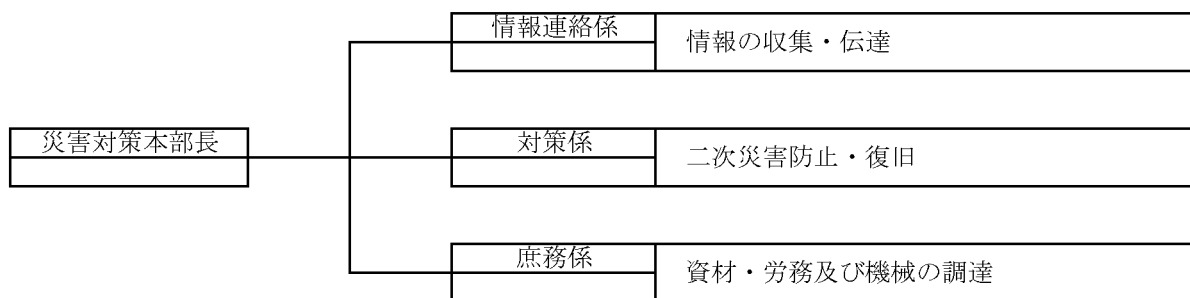 情報連絡係
情報の収集・伝達
災害対策本部長
対策係
二次災害防止・復旧
庶務係
資材・労務及び機械の調達